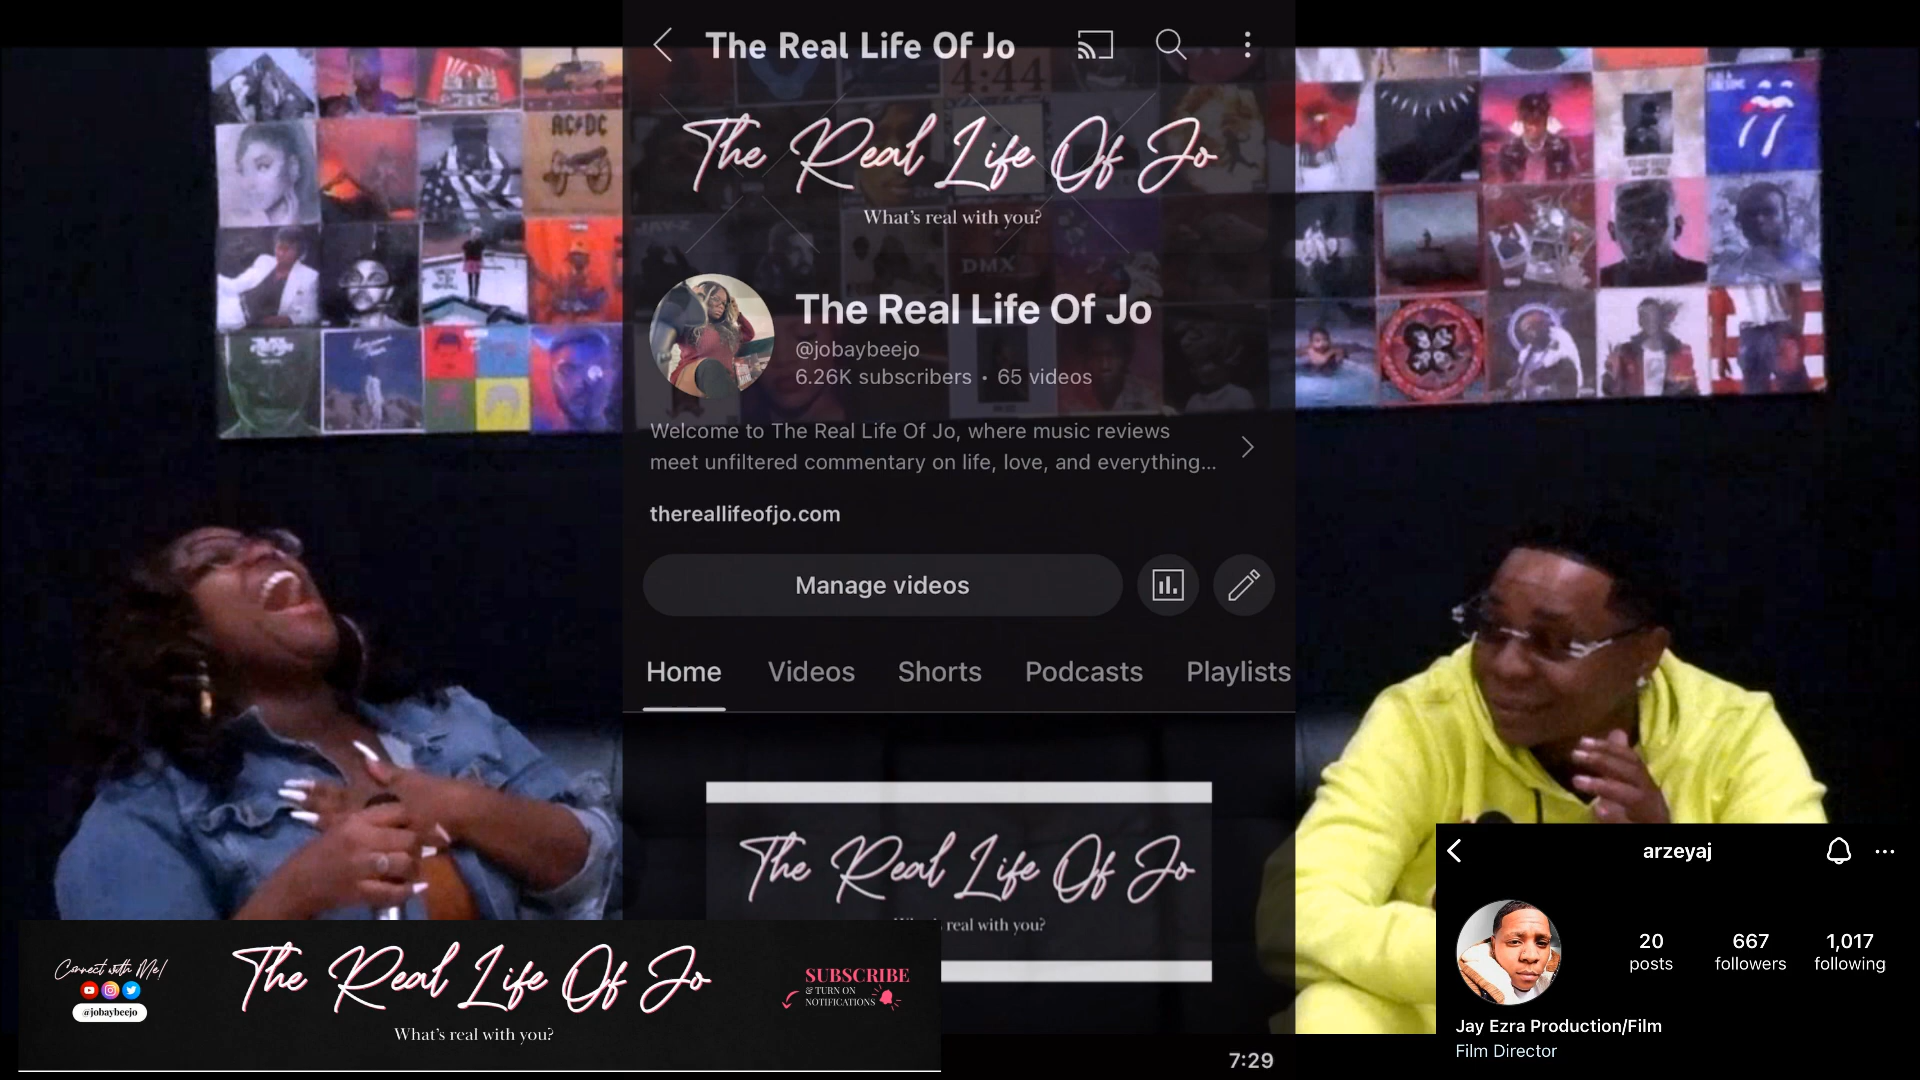 The Real Life Of Jo
4:44
AC/DC
The Real Life Of Jo
What's real with you?
JAY-Z
DMX
The Real Life Of Jo
@jobaybeejo
6.26K subscribers • 65 videos
Welcome to The Real Life Of Jo, where music reviews
meet unfiltered commentary on life, love, and everything...
thereallifeofjo.com
Manage videos
Home Videos Shorts Podcasts Playlists
The Real Life Of Jo
real with you?
7:29
Connect with Me!
@jobaybeejo
The Real Life Of Jo
What's real with you?
SUBSCRIBE
& TURN ON
NOTIFICATIONS
arzeyaj
20 667 1,017
posts followers following
Jay Ezra Production/Film
Film Director